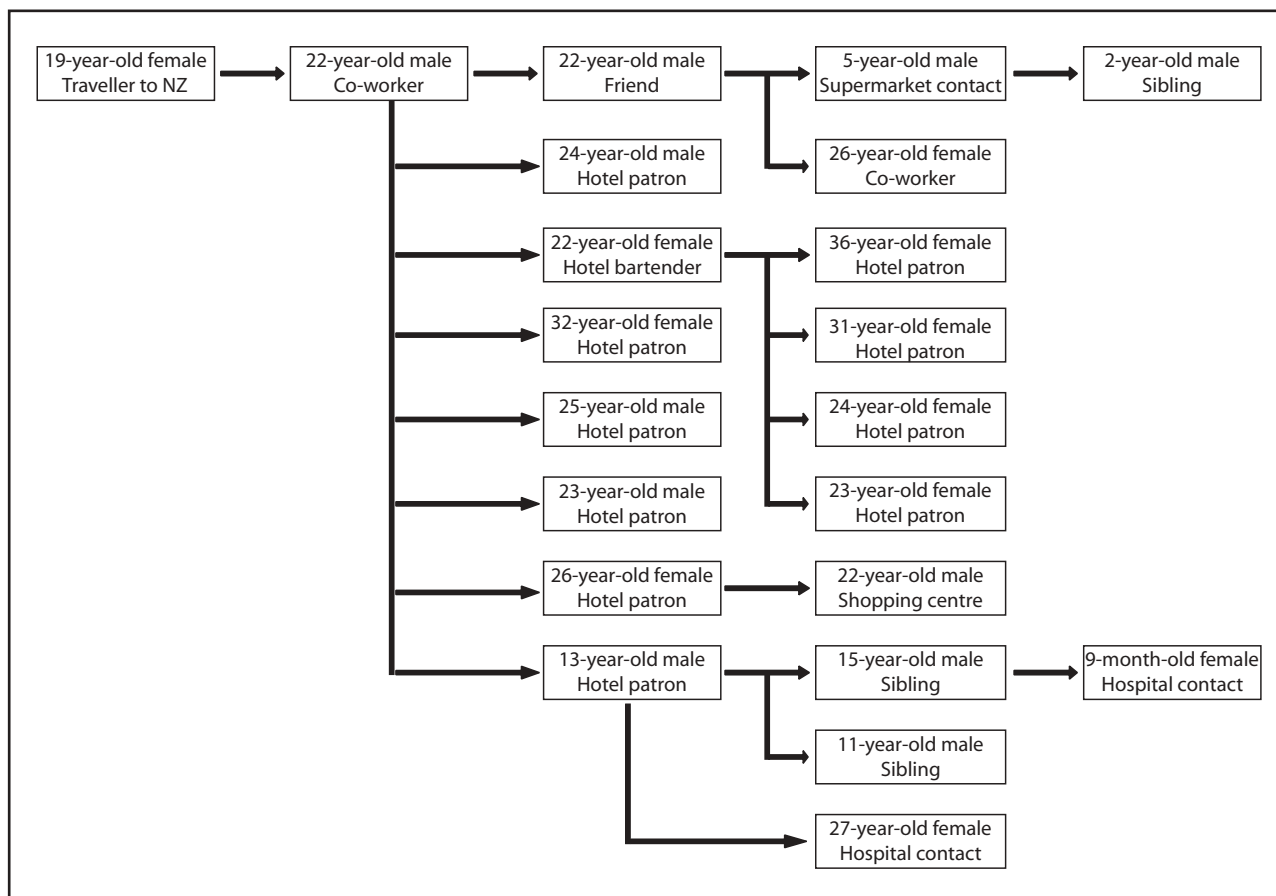 19-year-old female
Traveller to NZ
22-year-old male
Co-worker
22-year-old male
Friend
5-year-old male
Supermarket contact
2-year-old male
Sibling
24-year-old male
Hotel patron
26-year-old female
Co-worker
22-year-old female
Hotel bartender
36-year-old female
Hotel patron
32-year-old female
Hotel patron
31-year-old female
Hotel patron
25-year-old male
Hotel patron
24-year-old female
Hotel patron
23-year-old male
Hotel patron
23-year-old female
Hotel patron
26-year-old female
Hotel patron
22-year-old male
Shopping centre
13-year-old male
Hotel patron
15-year-old male
Sibling
9-month-old female
Hospital contact
11-year-old male
Sibling
27-year-old female
Hospital contact